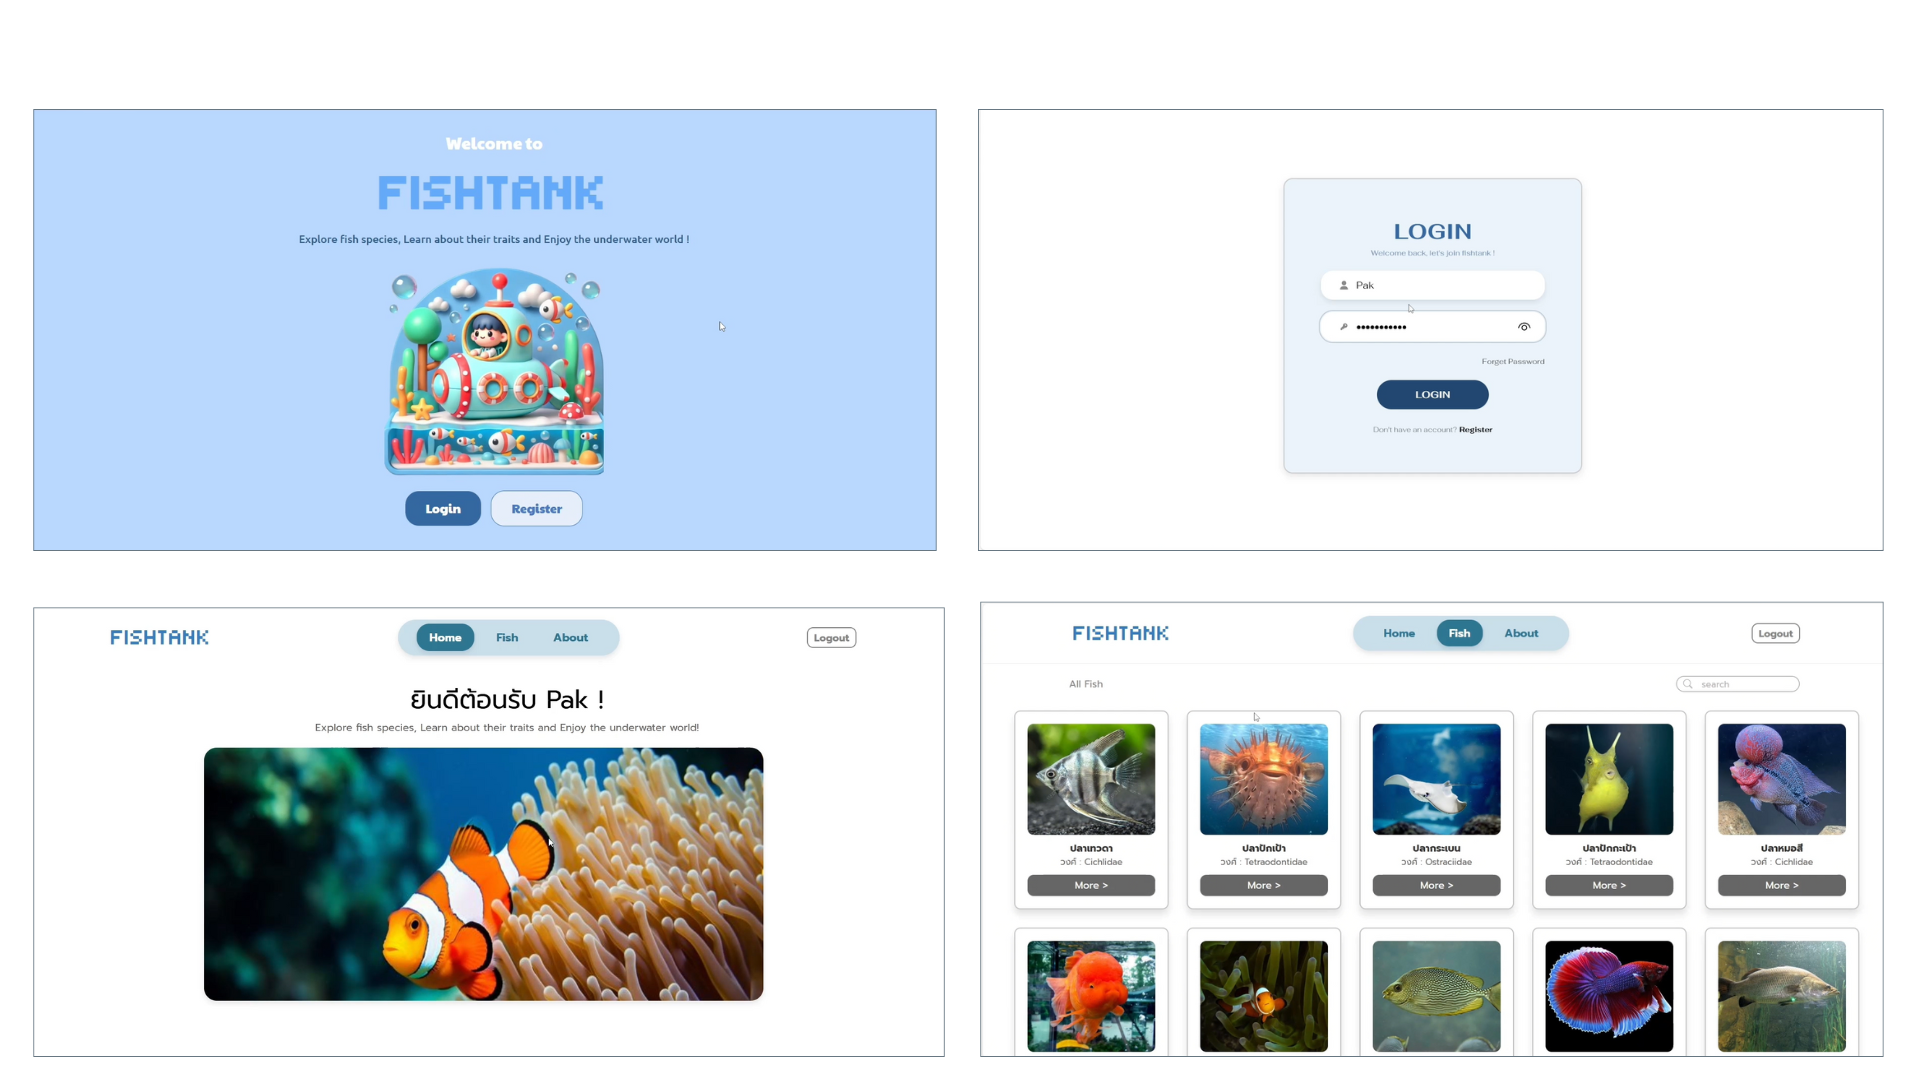 Welcome to
FISHTANK
Explore fish species, Learn about their traits and Enjoy the underwater world !
Login Register
LOGIN
Welcome back, let's join fishtank !
Pak
•••••••••••
Forget Password
LOGIN
Don't have an account? Register
FISHTANK Home Fish About Logout
ยินดีต้อนรับ Pak !
Explore fish species, Learn about their traits and Enjoy the underwater world!
FISHTANK Home Fish About Logout
All Fish search
ปลาเทวดา ปลาปักเป้า ปลากระเบน ปลาปักกะเป้า ปลาหมอสี
วงศ์ : Cichlidae วงศ์ : Tetraodontidae วงศ์ : Ostraciidae วงศ์ : Tetraodontidae วงศ์ : Cichlidae
More > More > More > More > More >